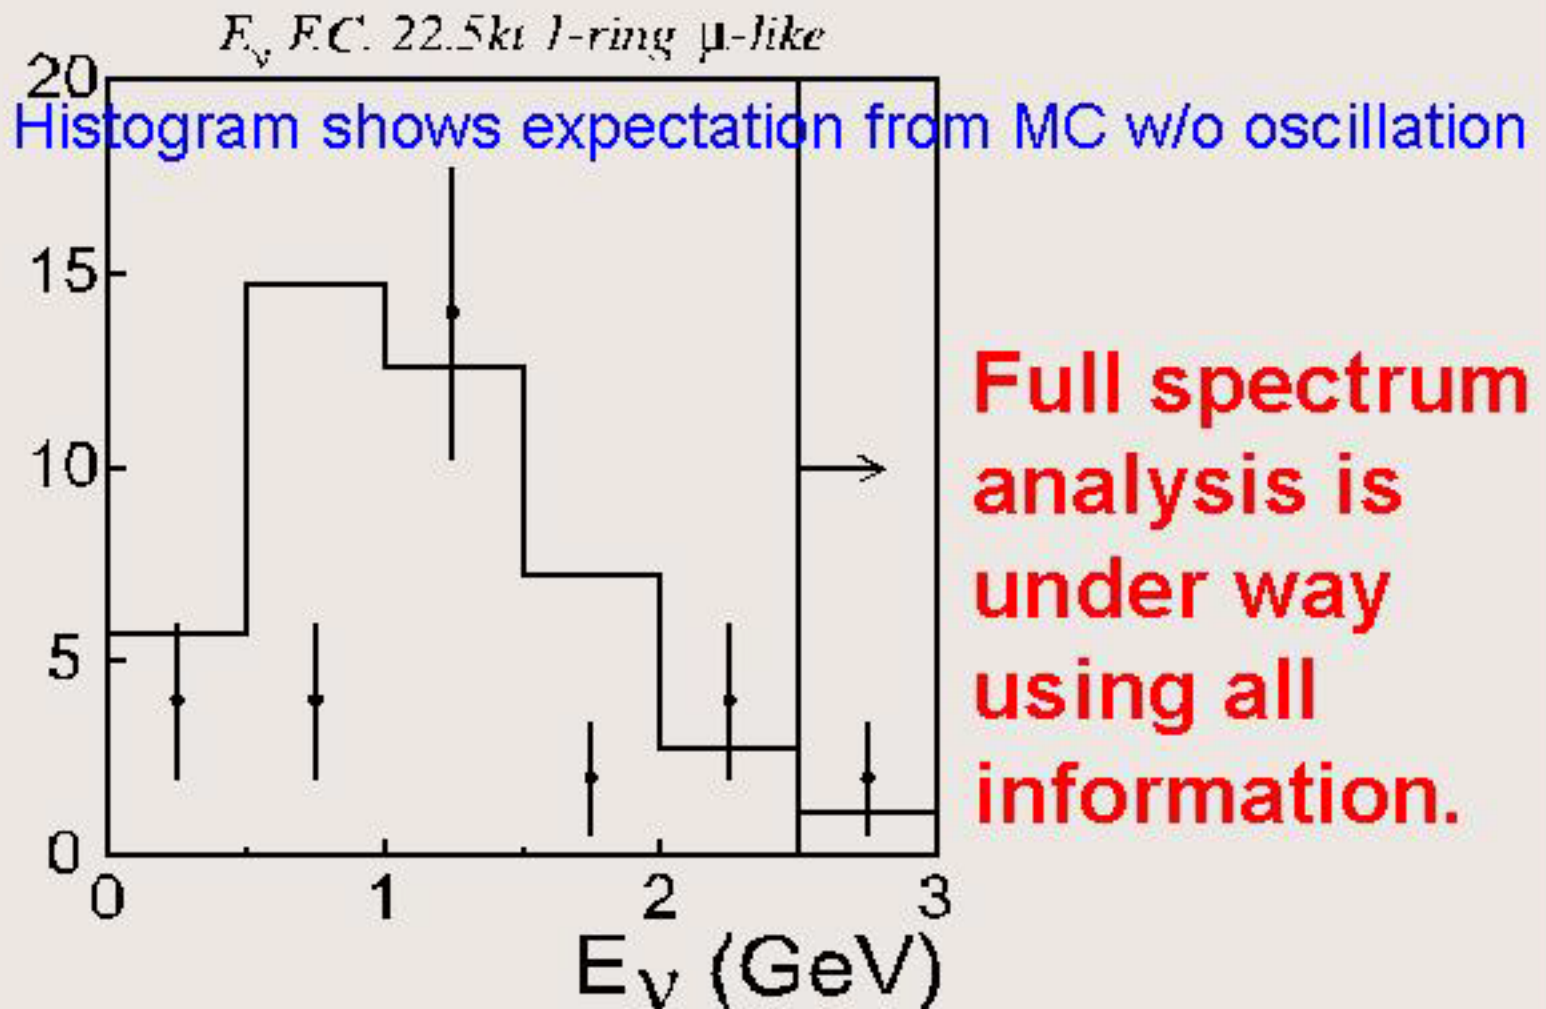 Eν F.C. 22.5kt 1-ring μ-like
20
Histogram shows expectation from MC w/o oscillation
15
10
5
0
0 1 2 3
Eν (GeV)
Full spectrum
analysis is
under way
using all
information.